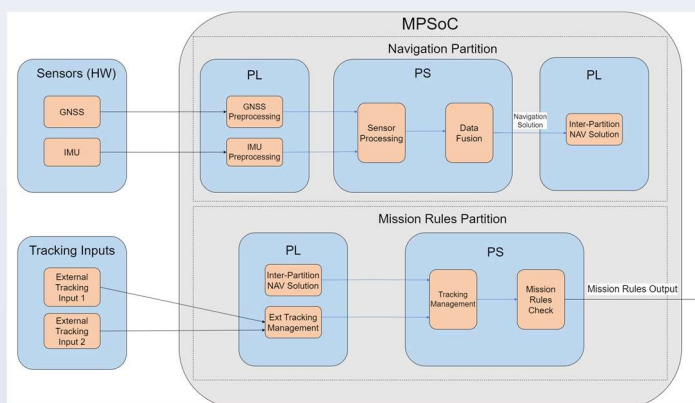 MPSoC
Navigation Partition
Sensors (HW)
GNSS
IMU
PL
GNSS
Preprocessing
IMU
Preprocessing
PS
Sensor
Processing
Data
Fusion
Navigation
Solution
PL
Inter-Partition
NAV Solution
Mission Rules Partition
Tracking Inputs
External
Tracking
Input 1
External
Tracking
Input 2
PL
Inter-Partition
NAV Solution
Ext Tracking
Management
PS
Tracking
Management
Mission
Rules
Check
Mission Rules Output